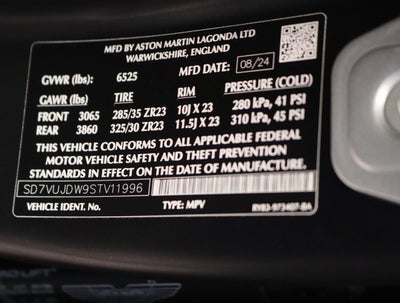 MFD BY ASTON MARTIN LAGONDA LTD
WARWICKSHIRE, ENGLAND
GVWR (lbs): 6525 MFD DATE: 08/24
GAWR (lbs): TIRE RIM PRESSURE (COLD)
FRONT 3065 285/35 ZR23 10J X 23 280 kPa, 41 PSI
REAR 3860 325/30 ZR23 11.5J X 23 310 kPa, 45 PSI
THIS VEHICLE CONFORMS TO ALL APPLICABLE FEDERAL
MOTOR VEHICLE SAFETY AND THEFT PREVENTION
STANDARDS IN EFFECT ON THE DATE OF MANUFACTURE.
SD7VUJDW9STV11996
VEHICLE IDENT. No. TYPE: MPV